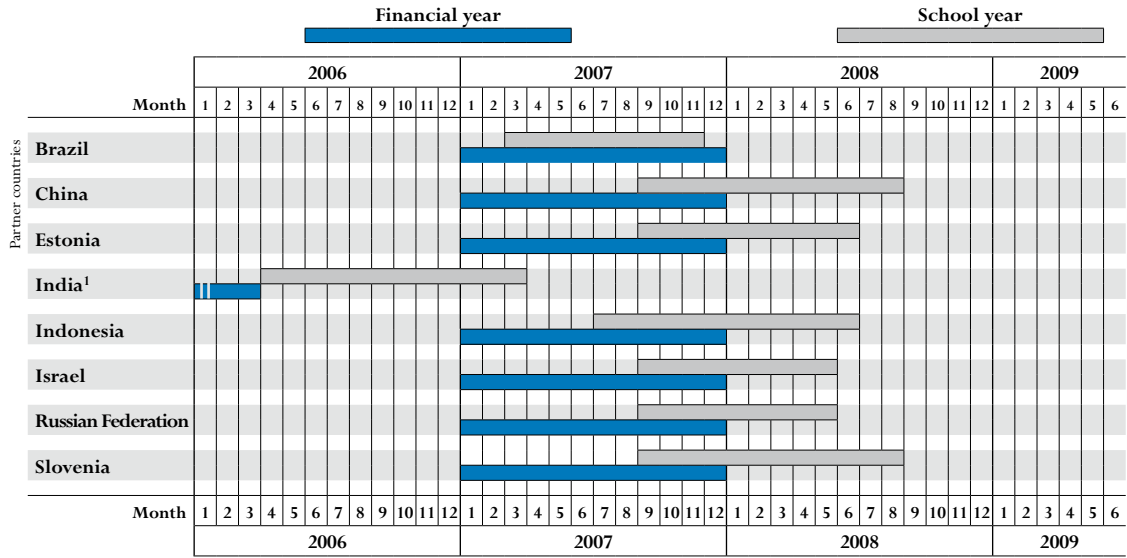 Financial year School year
2006 2007 2008 2009
Month 1 2 3 4 5 6 7 8 9 10 11 12 1 2 3 4 5 6 7 8 9 10 11 12 1 2 3 4 5 6 7 8 9 10 11 12 1 2 3 4 5 6
Partner countries
Brazil
China
Estonia
India¹
Indonesia
Israel
Russian Federation
Slovenia
Month 1 2 3 4 5 6 7 8 9 10 11 12 1 2 3 4 5 6 7 8 9 10 11 12 1 2 3 4 5 6 7 8 9 10 11 12 1 2 3 4 5 6
2006 2007 2008 2009